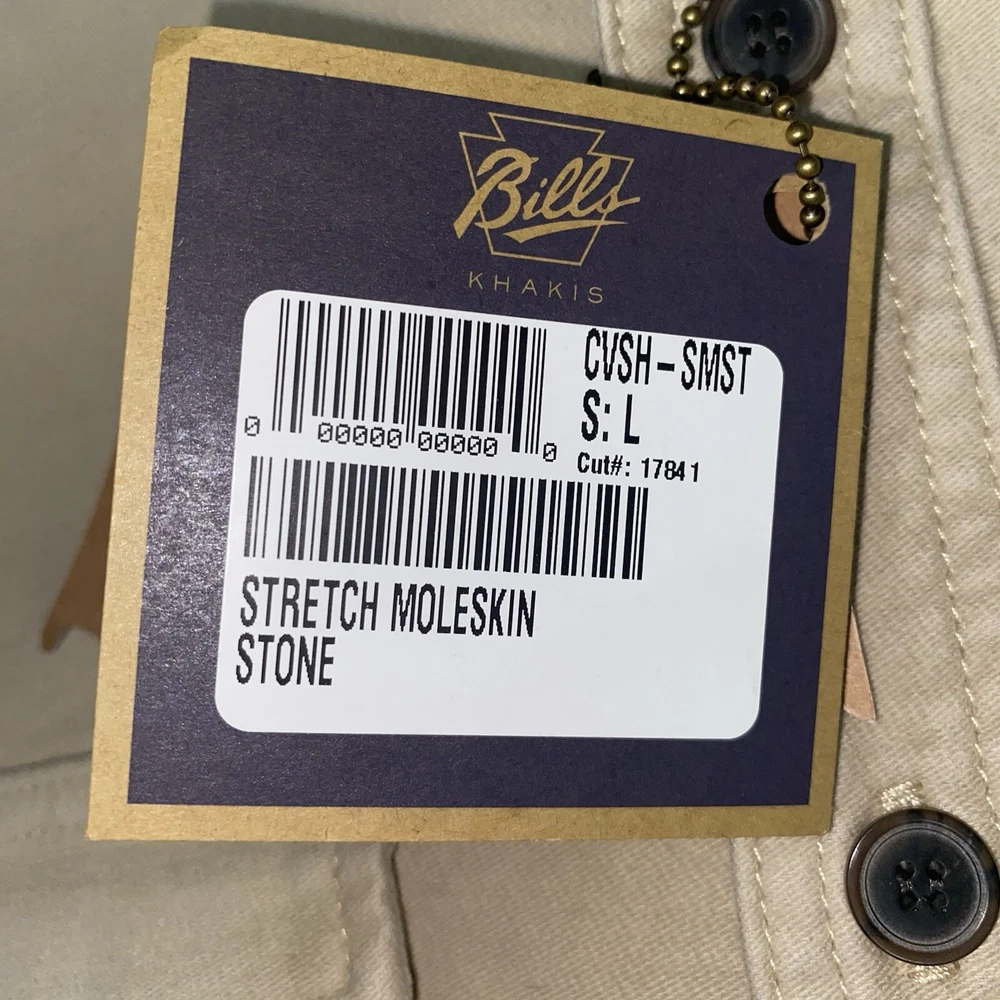 Bills
KHAKIS
CVSH-SMST
S: L
Cut#: 17841
0 00000 00000 0
STRETCH MOLESKIN
STONE